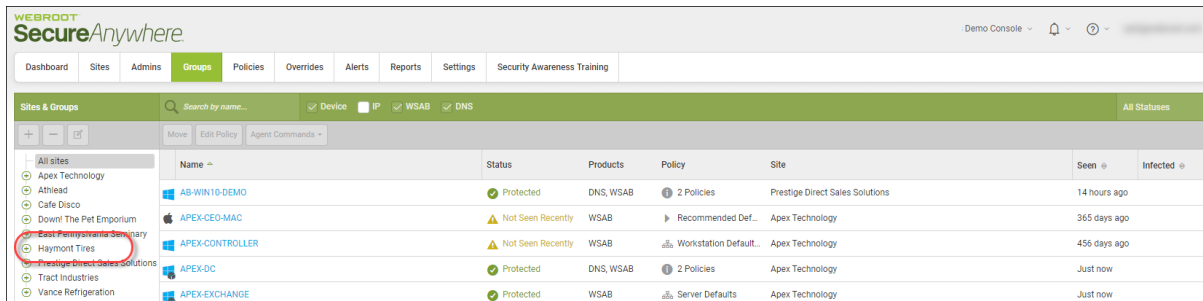 WEBROOT
SecureAnywhere.
Demo Console
Dashboard Sites Admins Groups Policies Overrides Alerts Reports Settings Security Awareness Training
Sites & Groups Search by name... Device IP WSAB DNS All Statuses
Move Edit Policy Agent Commands
All sites
Apex Technology
Athlead
Cafe Disco
Down! The Pet Emporium
East Pennyslvania Seminary
Haymont Tires
Prestige Direct Sales Solutions
Tract Industries
Vance Refrigeration
Name Status Products Policy Site Seen Infected
AB-WIN10-DEMO Protected DNS, WSAB 2 Policies Prestige Direct Sales Solutions 14 hours ago
APEX-CEO-MAC Not Seen Recently WSAB Recommended Def... Apex Technology 365 days ago
APEX-CONTROLLER Not Seen Recently WSAB Workstation Default... Apex Technology 456 days ago
APEX-DC Protected DNS, WSAB 2 Policies Apex Technology Just now
APEX-EXCHANGE Protected WSAB Server Defaults Apex Technology Just now